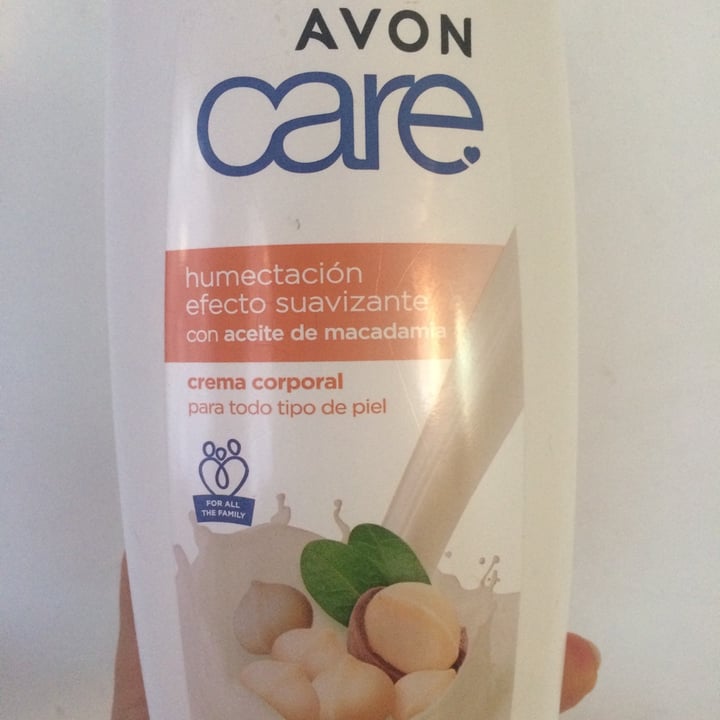 AVON
care
humectación
efecto suavizante
con aceite de macadamia
crema corporal
para todo tipo de piel
FOR ALL
THE FAMILY